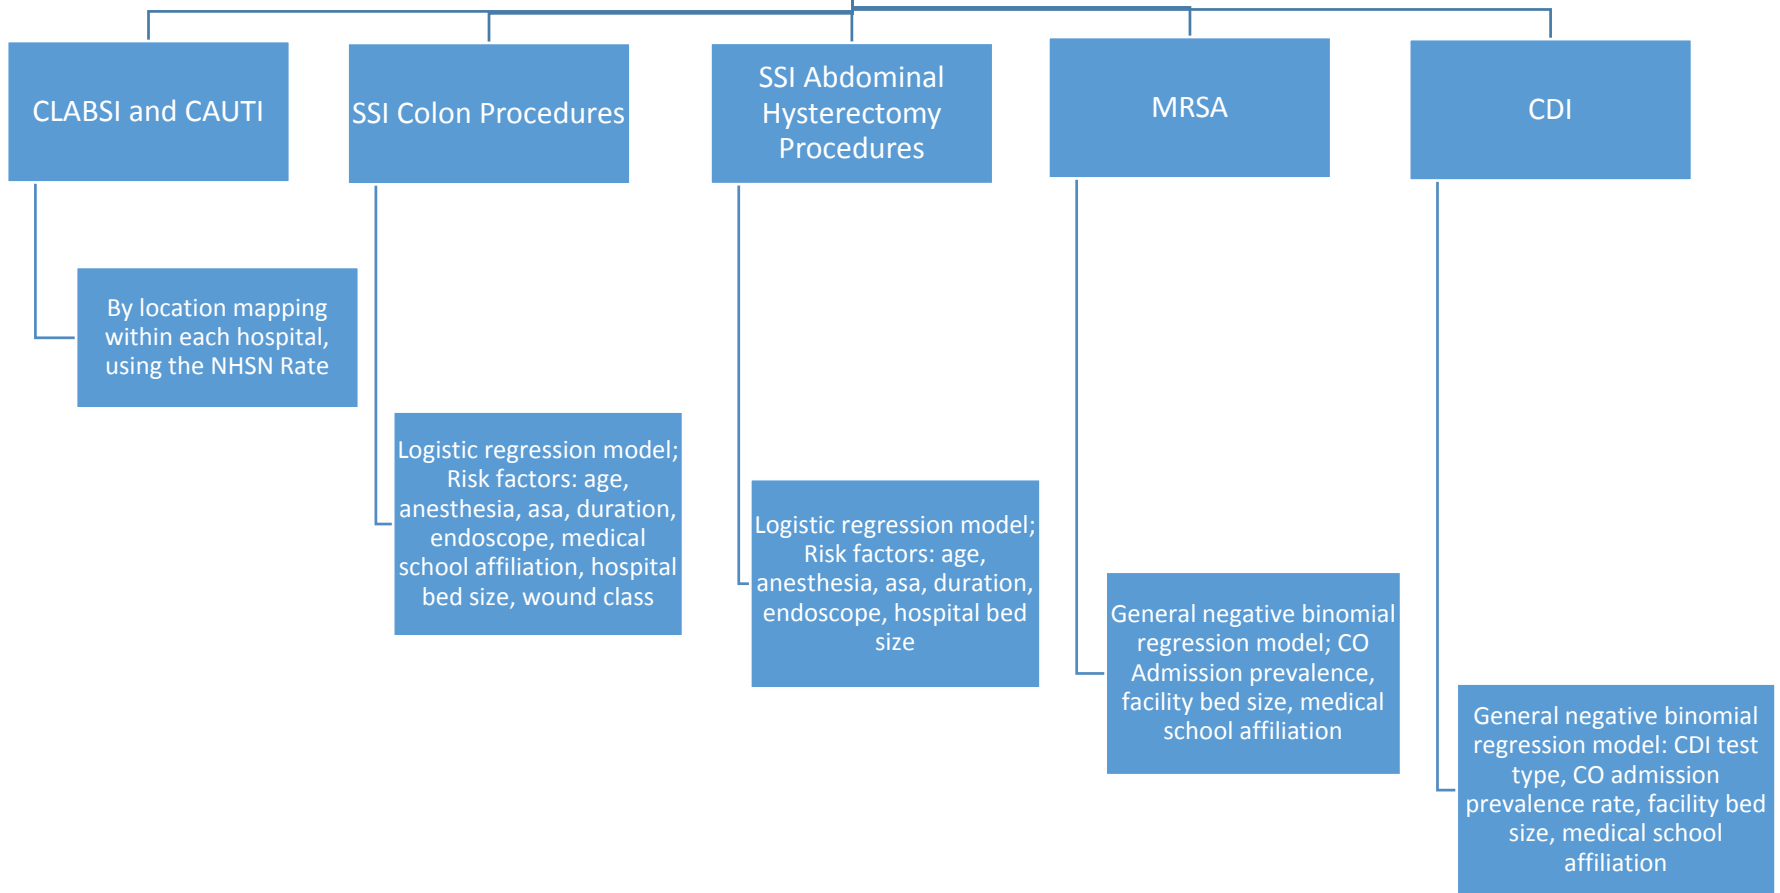 CLABSI and CAUTI
SSI Colon Procedures
SSI Abdominal
Hysterectomy
Procedures
MRSA
CDI
By location mapping
within each hospital,
using the NHSN Rate
Logistic regression model;
Risk factors: age,
anesthesia, asa, duration,
endoscope, medical
school affiliation, hospital
bed size, wound class
Logistic regression model;
Risk factors: age,
anesthesia, asa, duration,
endoscope, hospital bed
size
General negative binomial
regression model; CO
Admission prevalence,
facility bed size, medical
school affiliation
General negative binomial
regression model: CDI test
type, CO admission
prevalence rate, facility bed
size, medical school
affiliation